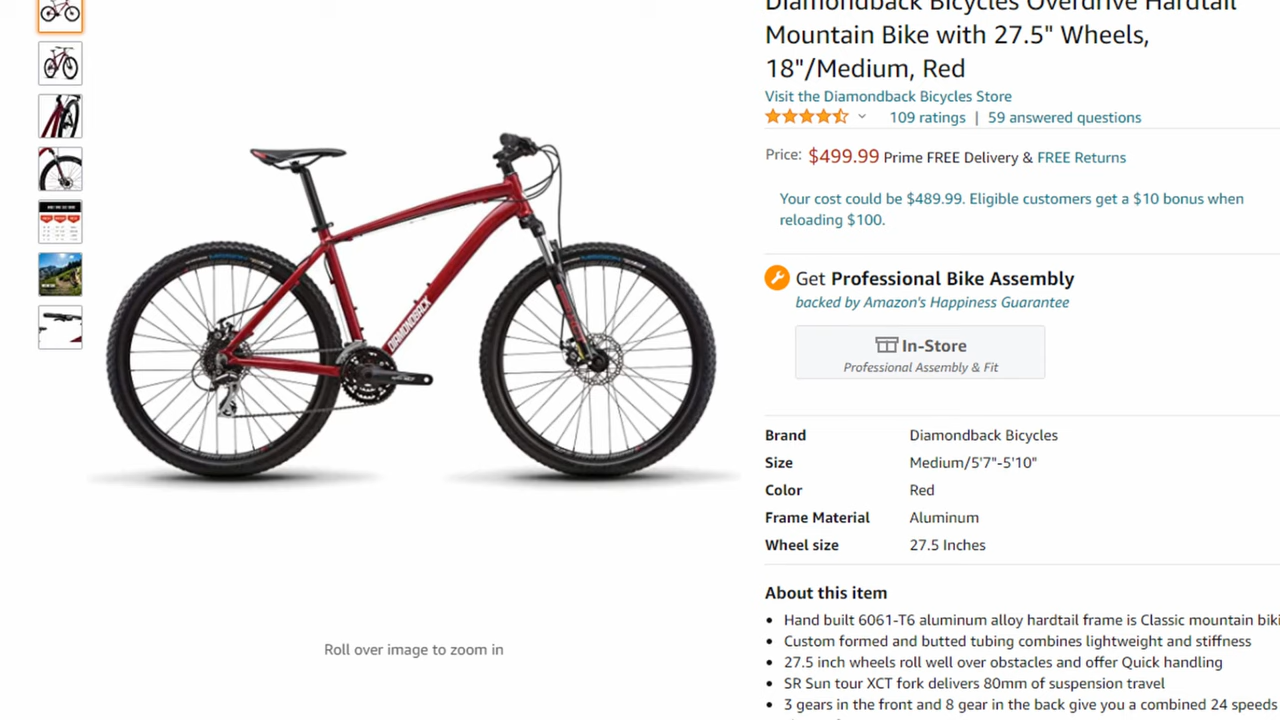 Diamondback Bicycles Overdrive Hardtail
Mountain Bike with 27.5" Wheels,
18"/Medium, Red
Visit the Diamondback Bicycles Store
109 ratings | 59 answered questions
Price: $499.99 Prime FREE Delivery & FREE Returns
Your cost could be $489.99. Eligible customers get a $10 bonus when
reloading $100.
Get Professional Bike Assembly
backed by Amazon's Happiness Guarantee
In-Store
Professional Assembly & Fit
Brand Diamondback Bicycles
Size Medium/5'7"-5'10"
Color Red
Frame Material Aluminum
Wheel size 27.5 Inches
About this item
• Hand built 6061-T6 aluminum alloy hardtail frame is Classic mountain biki
• Custom formed and butted tubing combines lightweight and stiffness
• 27.5 inch wheels roll well over obstacles and offer Quick handling
• SR Sun tour XCT fork delivers 80mm of suspension travel
• 3 gears in the front and 8 gear in the back give you a combined 24 speeds
DIAMONDBACK
Roll over image to zoom in